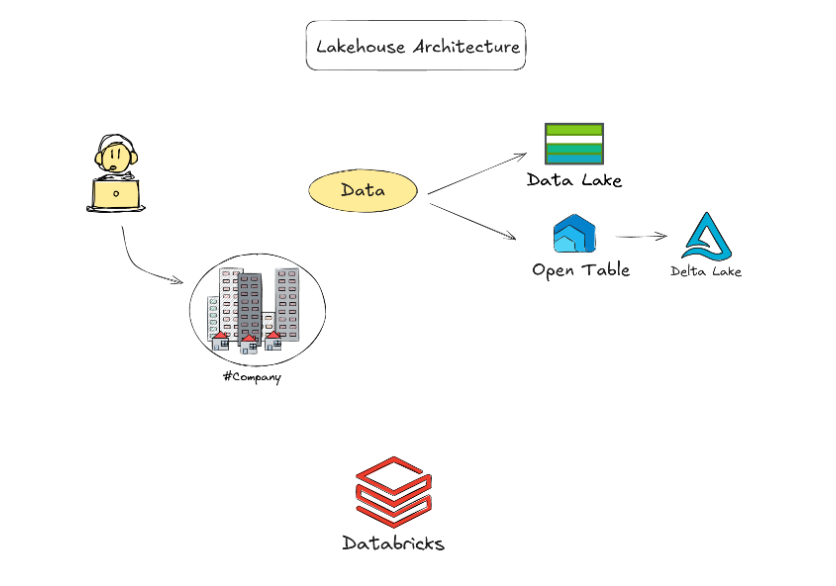 Lakehouse Architecture
Data
Data Lake
Open Table
Delta Lake
#Company
Databricks